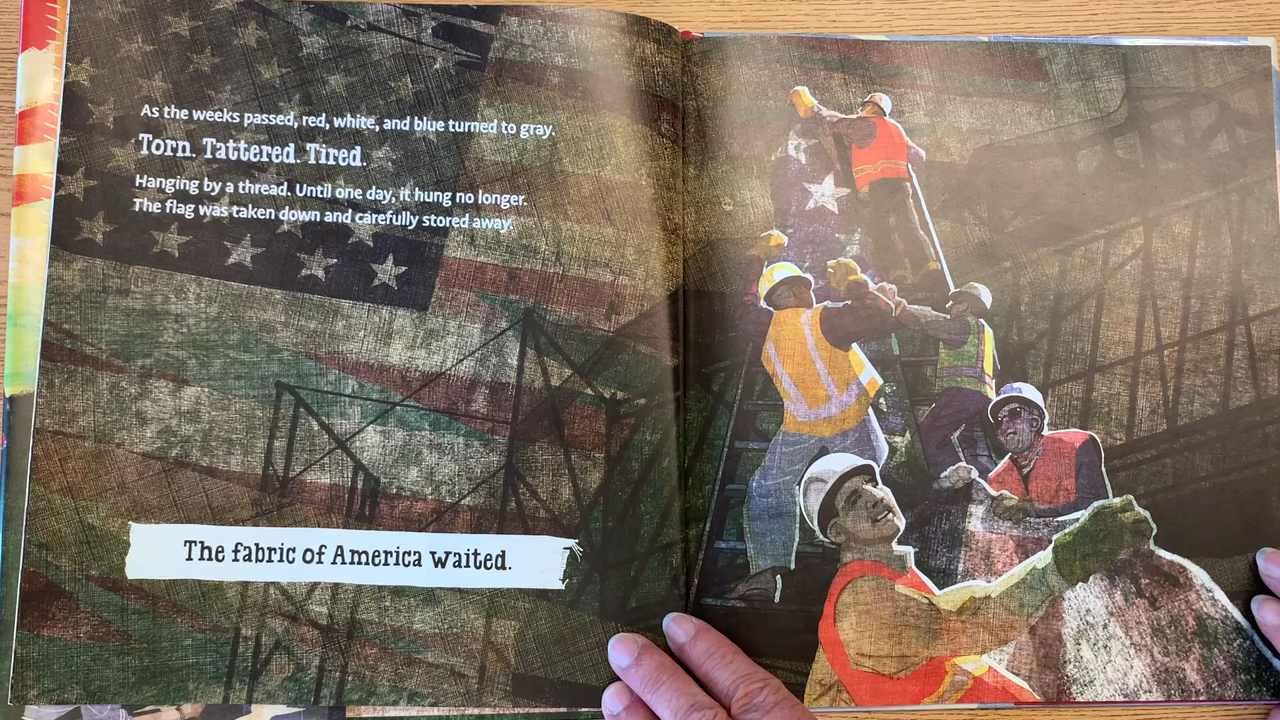 As the weeks passed, red, white, and blue turned to gray.
Torn. Tattered. Tired.
Hanging by a thread. Until one day, it hung no longer.
The flag was taken down and carefully stored away.
The fabric of America waited.